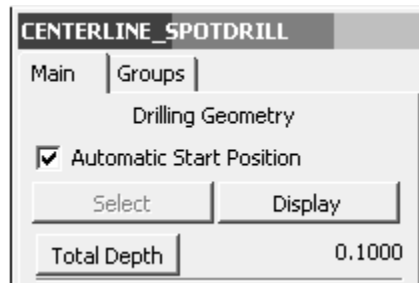 CENTERLINE_SPOTDRILL
Main Groups
Drilling Geometry
Automatic Start Position
Select Display
Total Depth 0.1000